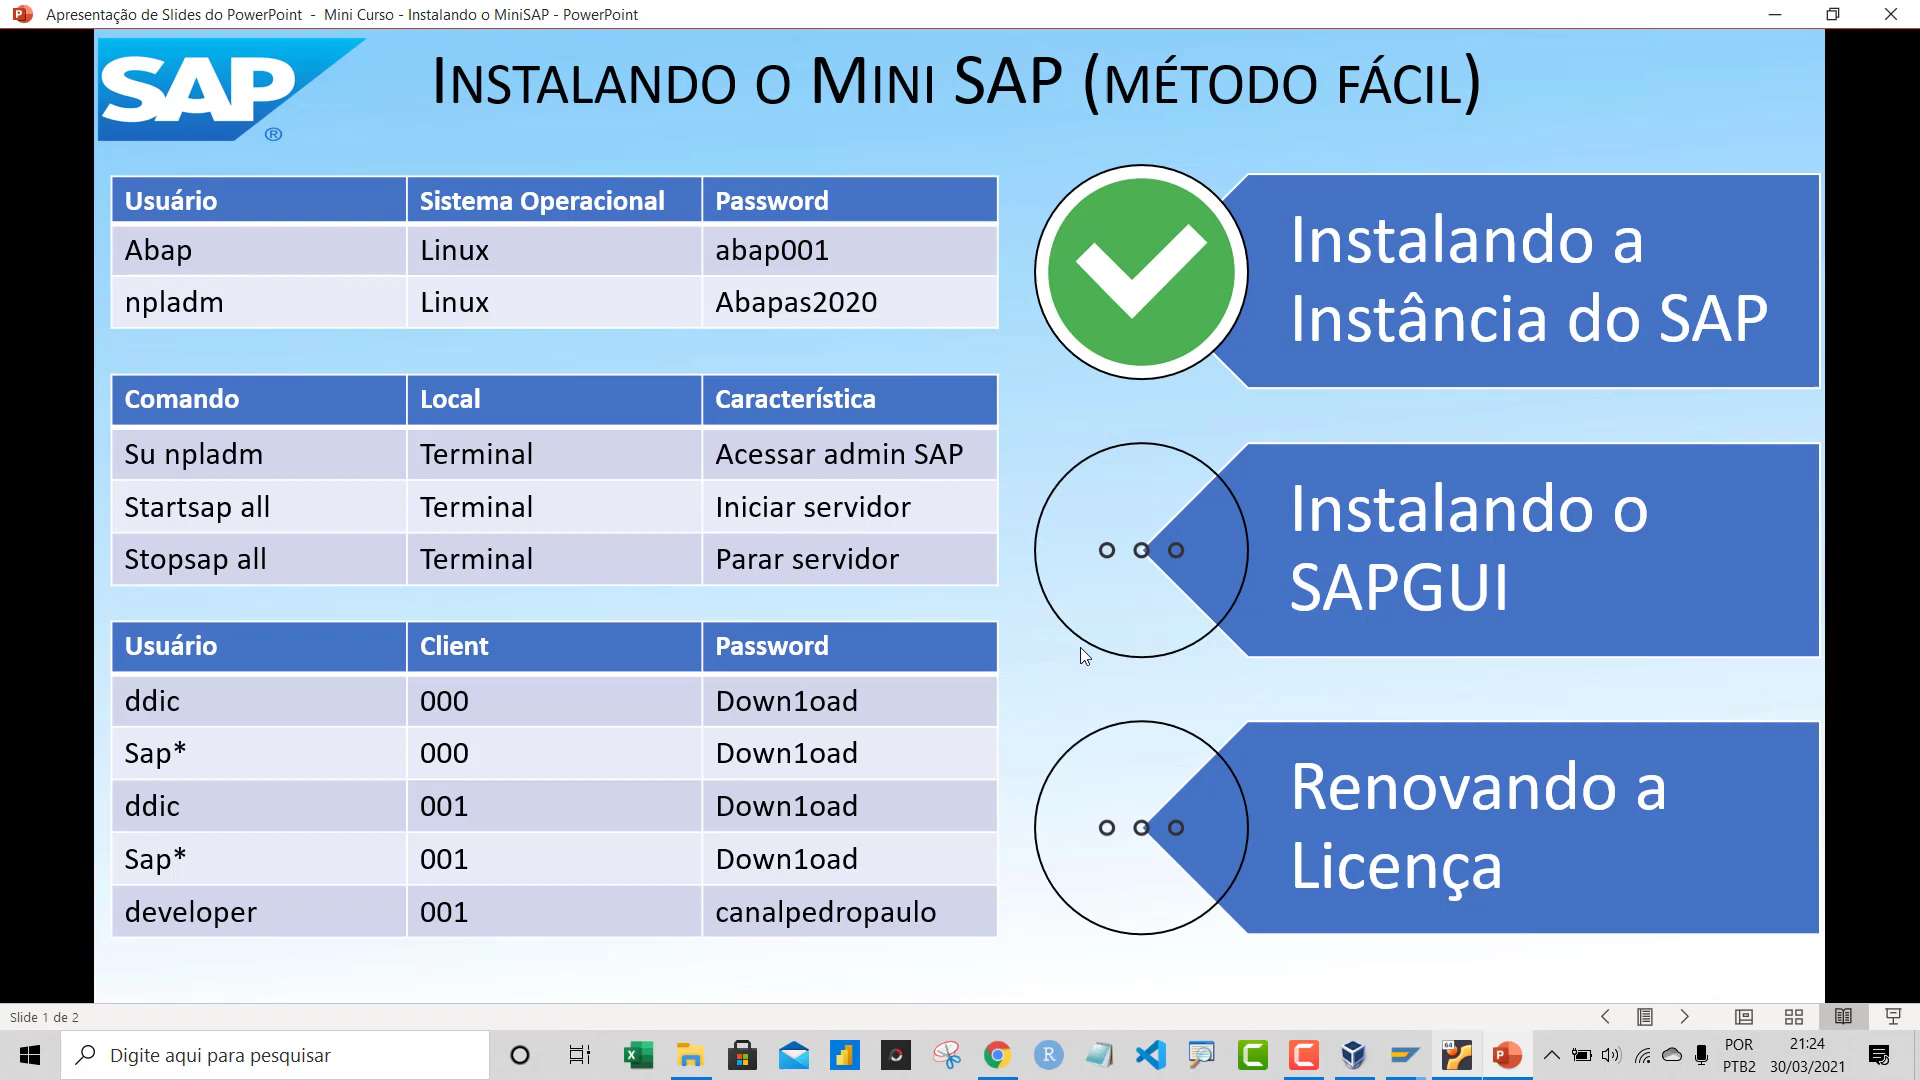 Apresentação de Slides do PowerPoint - Mini Curso - Instalando o MiniSAP - PowerPoint
SAP ®
INSTALANDO O MINI SAP (MÉTODO FÁCIL)
Usuário Sistema Operacional Password
Abap Linux abap001
npladm Linux Abapas2020
Comando Local Característica
Su npladm Terminal Acessar admin SAP
Startsap all Terminal Iniciar servidor
Stopsap all Terminal Parar servidor
Usuário Client Password
ddic 000 Down1oad
Sap* 000 Down1oad
ddic 001 Down1oad
Sap* 001 Down1oad
developer 001 canalpedropaulo
Instalando a
Instância do SAP
Instalando o
SAPGUI
Renovando a
Licença
Slide 1 de 2
Digite aqui para pesquisar
POR
PTB2
21:24
30/03/2021